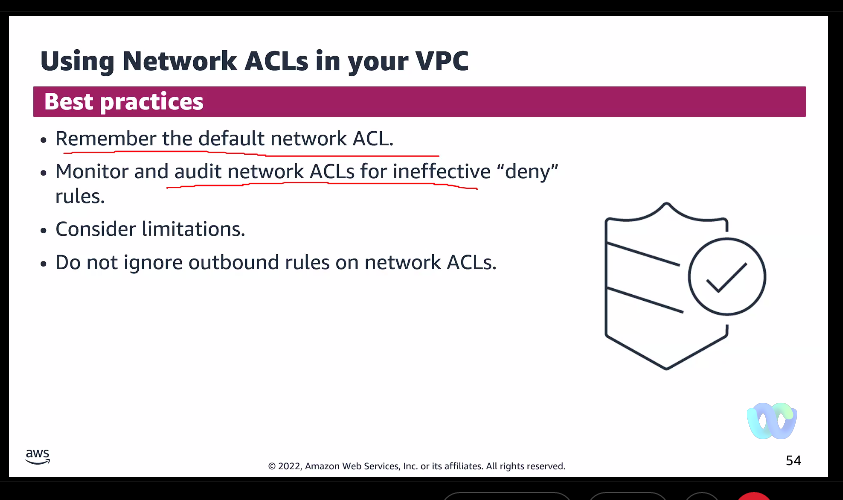 Using Network ACLs in your VPC
Best practices
• Remember the default network ACL.
• Monitor and audit network ACLs for ineffective “deny”
rules.
• Consider limitations.
• Do not ignore outbound rules on network ACLs.
aws
© 2022, Amazon Web Services, Inc. or its affiliates. All rights reserved.
54